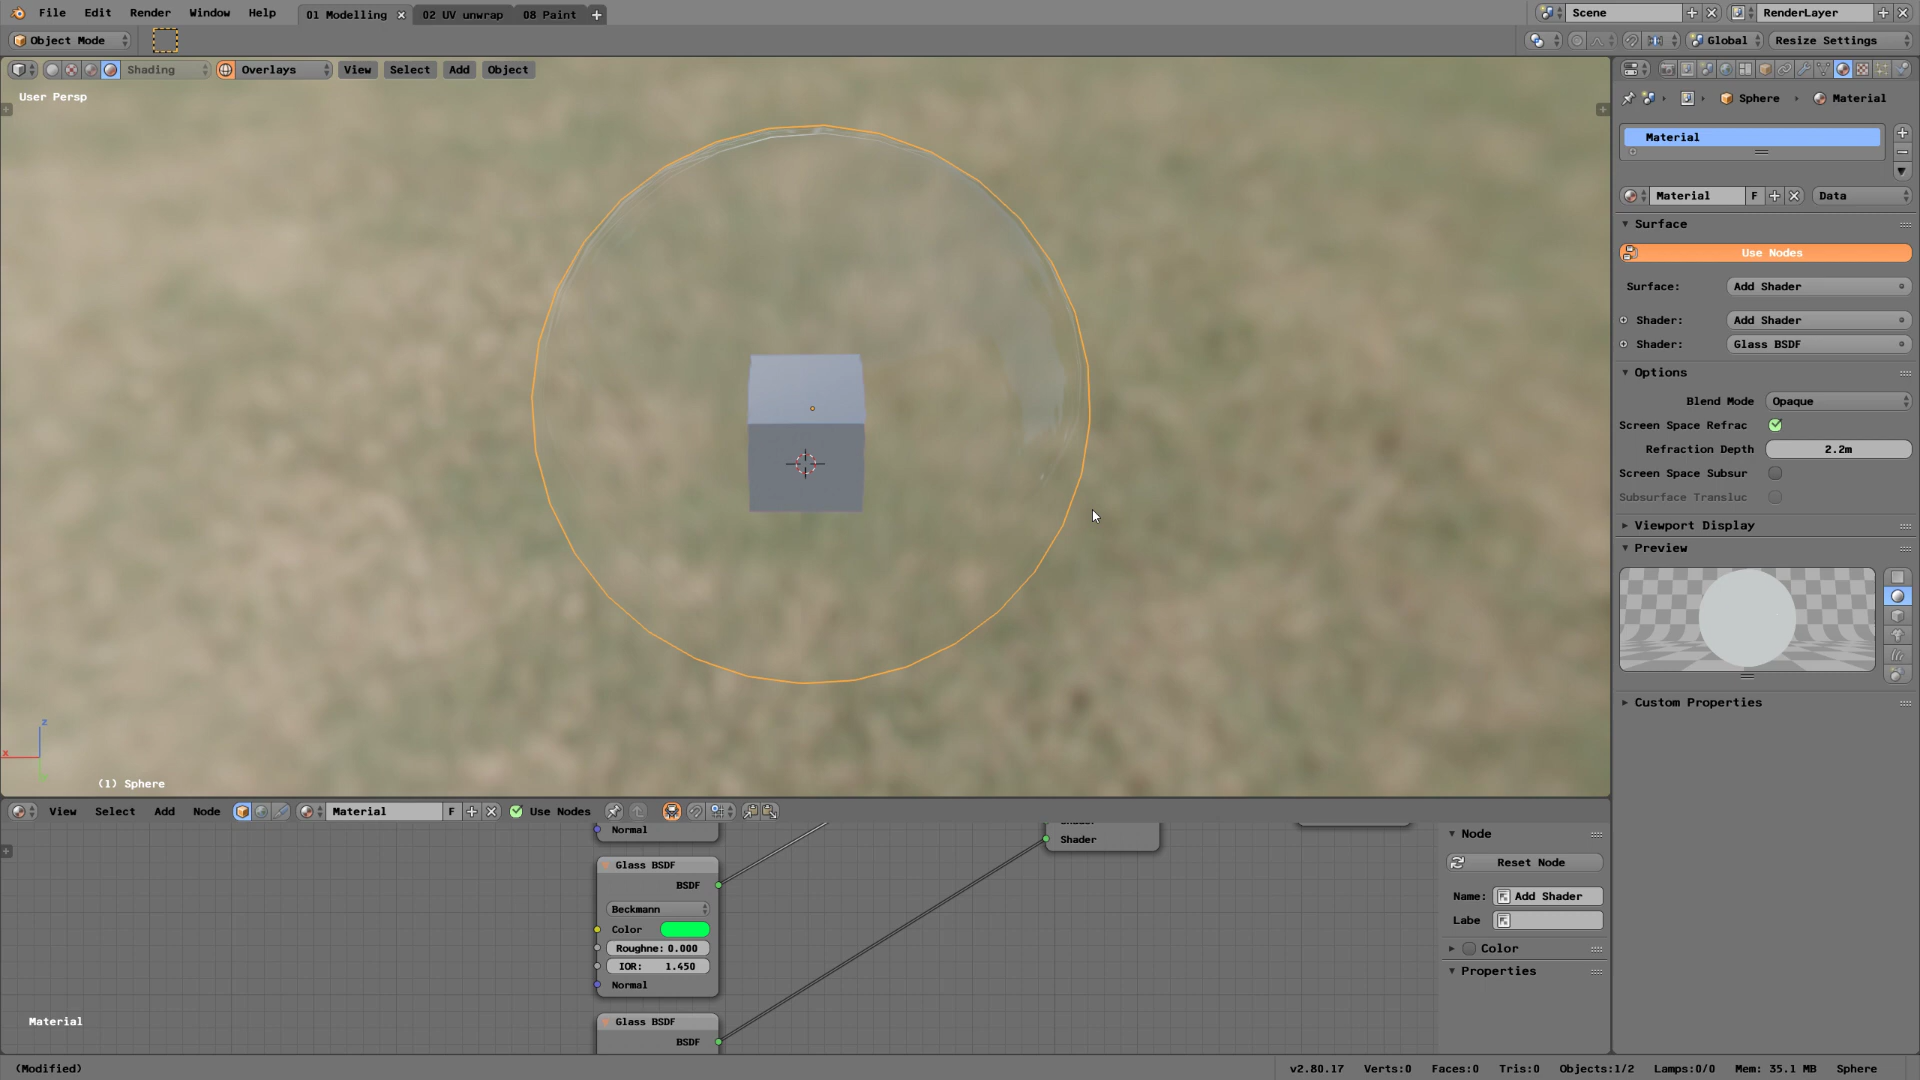 File Edit Render Window Help 01 Modelling 02 UV unwrap 08 Paint Scene RenderLayer
Object Mode Global Resize Settings
Shading Overlays View Select Add Object
User Persp
Sphere Material
Material
Material F Data
Surface
Use Nodes
Surface: Add Shader
Shader: Add Shader
Shader: Glass BSDF
Options
Blend Mode Opaque
Screen Space Refrac
Refraction Depth 2.2m
Screen Space Subsur
Subsurface Transluc
Viewport Display
Preview
Custom Properties
z
x
(1) Sphere
View Select Add Node Material F Use Nodes
Normal
Shader
Glass BSDF
BSDF
Beckmann
Color
Roughne: 0.000
IOR: 1.450
Normal
Glass BSDF
BSDF
Material
Node
Reset Node
Name: Add Shader
Labe
Color
Properties
(Modified) v2.80.17 Verts:0 Faces:0 Tris:0 Objects:1/2 Lamps:0/0 Mem: 35.1 MB Sphere